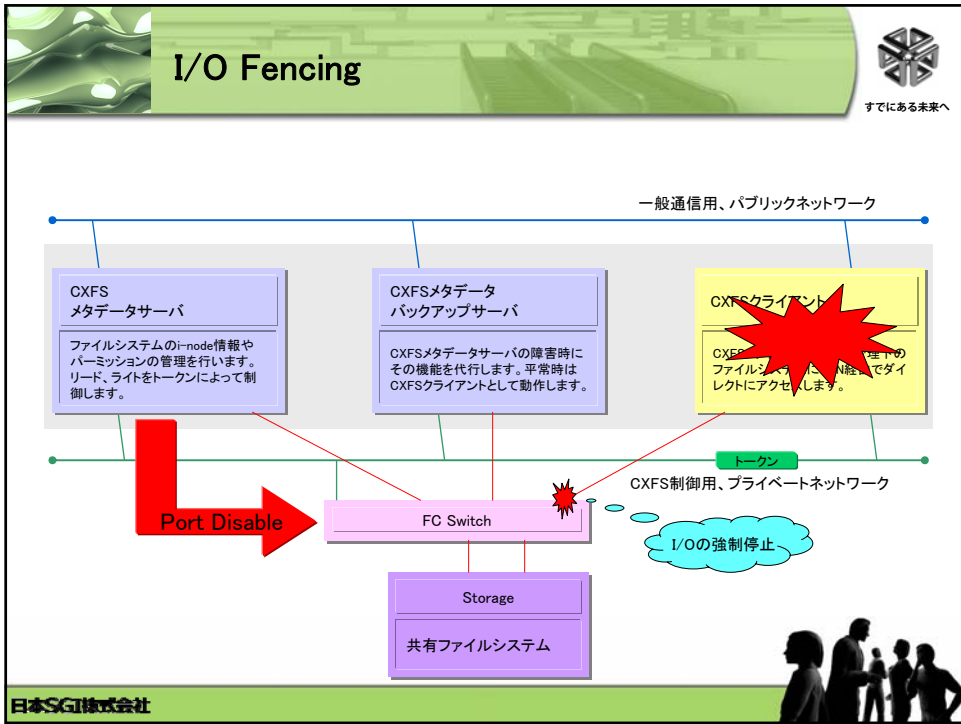 I/O Fencing
すでにある未来へ
一般通信用、パブリックネットワーク
CXFS
メタデータサーバ
ファイルシステムのi-node情報や
パーミッションの管理を行います。
リード、ライトをトークンによって制
御します。
CXFSメタデータ
バックアップサーバ
CXFSメタデータサーバの障害時に
その機能を代行します。平常時は
CXFSクライアントとして動作します。
CXFSクライアント
CXFS 理下の
ファイルシ N経由でダイ
レクトにアクセスします。
トークン
CXFS制御用、プライベートネットワーク
Port Disable
FC Switch
I/Oの強制停止
Storage
共有ファイルシステム
日本SGI株式会社